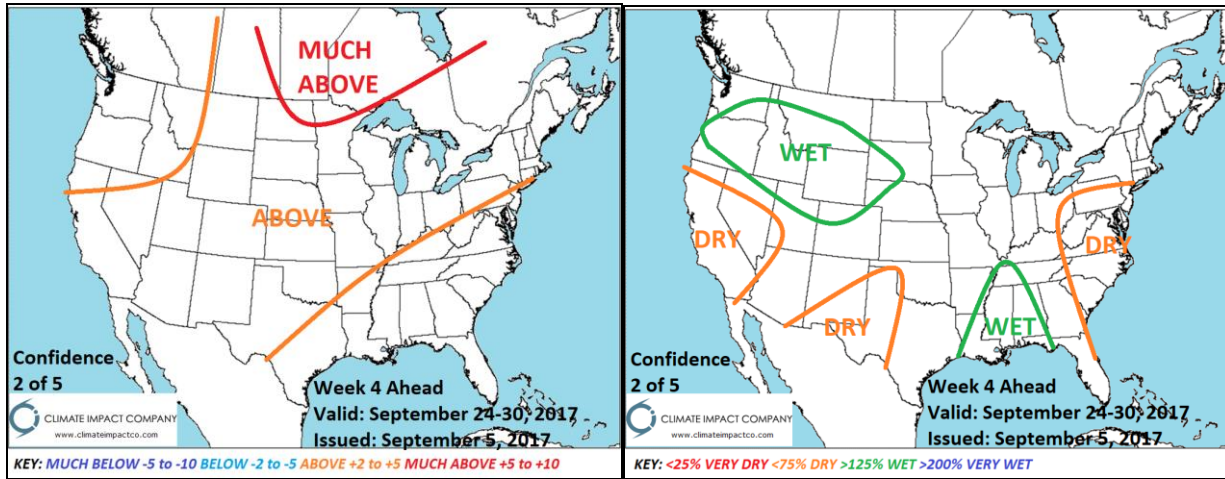 MUCH
ABOVE
ABOVE
Confidence
2 of 5
Week 4 Ahead
Valid: September 24-30, 2017
Issued: September 5, 2017
CLIMATE IMPACT COMPANY
www.climateimpactco.com
KEY: MUCH BELOW -5 to -10 BELOW -2 to -5 ABOVE +2 to +5 MUCH ABOVE +5 to +10
WET
DRY
DRY
DRY
WET
Confidence
2 of 5
Week 4 Ahead
Valid: September 24-30, 2017
Issued: September 5, 2017
CLIMATE IMPACT COMPANY
www.climateimpactco.com
KEY: <25% VERY DRY <75% DRY >125% WET >200% VERY WET